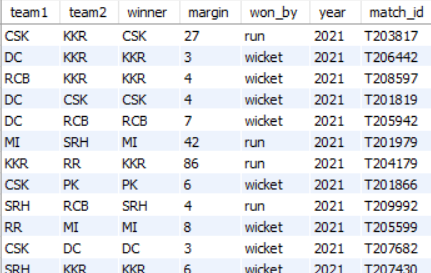 team1 team2 winner margin won_by year match_id
CSK KKR CSK 27 run 2021 T203817
DC KKR KKR 3 wicket 2021 T206442
RCB KKR KKR 4 wicket 2021 T208597
DC CSK CSK 4 wicket 2021 T201819
DC RCB RCB 7 wicket 2021 T205942
MI SRH MI 42 run 2021 T201979
KKR RR KKR 86 run 2021 T204179
CSK PK PK 6 wicket 2021 T201866
SRH RCB SRH 4 run 2021 T209992
RR MI MI 8 wicket 2021 T205599
CSK DC DC 3 wicket 2021 T207682
SRH KKR KKR 6 wicket 2021 T207430